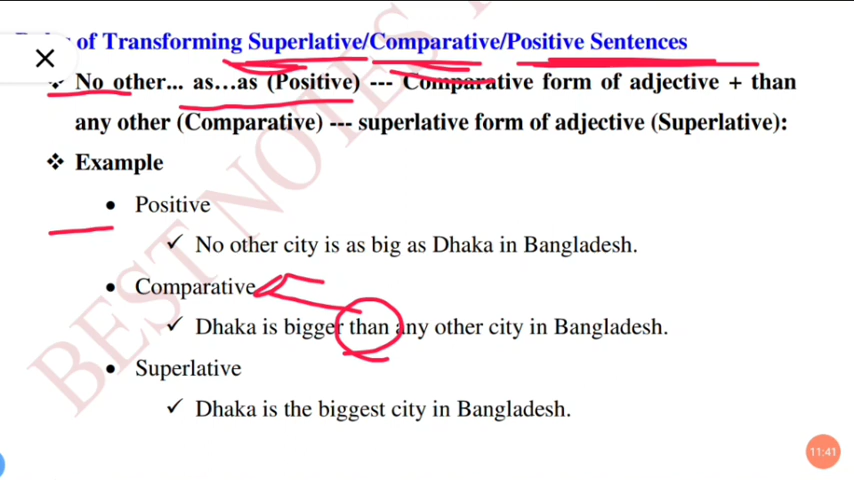 of Transforming Superlative/Comparative/Positive Sentences
❖ No other... as…as (Positive) --- Comparative form of adjective + than
any other (Comparative) --- superlative form of adjective (Superlative):
❖ Example
• Positive
✓ No other city is as big as Dhaka in Bangladesh.
• Comparative
✓ Dhaka is bigger than any other city in Bangladesh.
• Superlative
✓ Dhaka is the biggest city in Bangladesh.
BEST NOTES
11:41